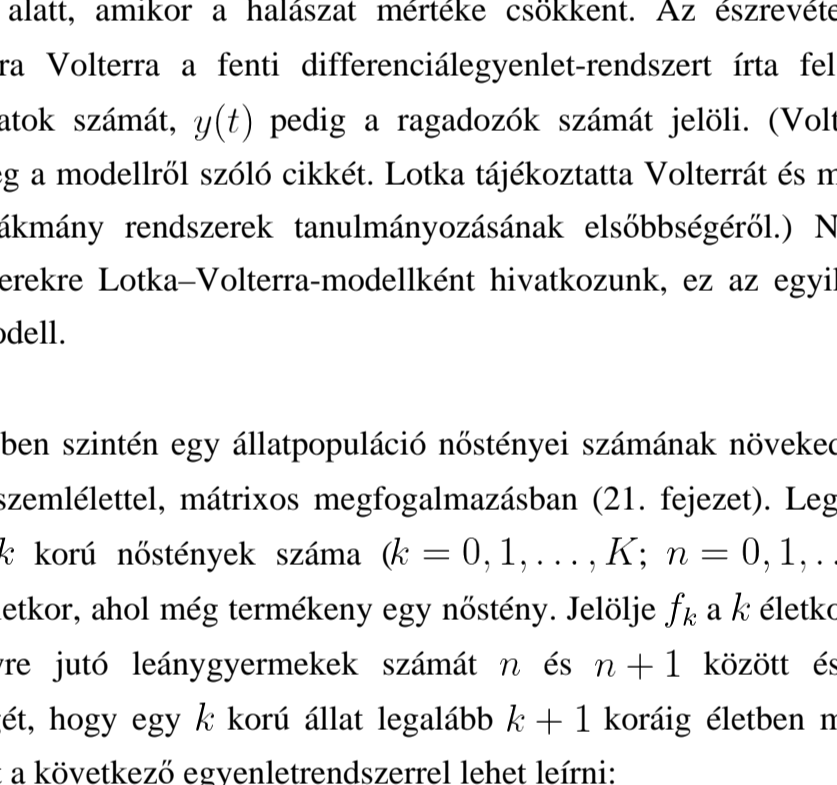 alatt, amikor a halászat mértéke csökkent. Az észrevéte
ra Volterra a fenti differenciálegyenlet-rendszert írta fel
atok számát, y(t) pedig a ragadozók számát jelöli. (Volt
eg a modellről szóló cikkét. Lotka tájékoztatta Volterrát és m
ákmány rendszerek tanulmányozásának elsőbbségéről.) N
erekre Lotka–Volterra-modellként hivatkozunk, ez az egyik
odell.
ben szintén egy állatpopuláció nőstényei számának növeked
szemlélettel, mátrixos megfogalmazásban (21. fejezet). Leg
k korú nőstények száma (k = 0, 1, . . . , K; n = 0, 1, . .
etkor, ahol még termékeny egy nőstény. Jelölje f_k a k életko
re jutó leánygyermekek számát n és n + 1 között és
ét, hogy egy k korú állat legalább k + 1 koráig életben m
a következő egyenletrendszerrel lehet leírni: